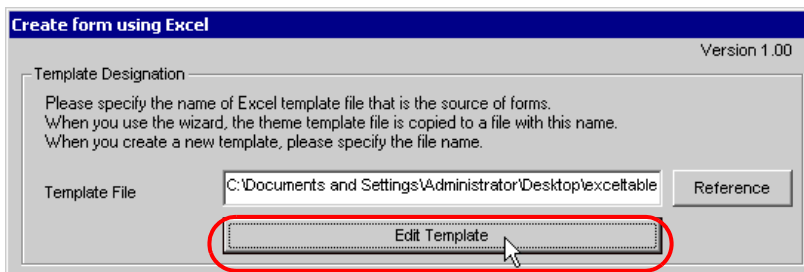 Create form using Excel
Version 1.00
Template Designation
Please specify the name of Excel template file that is the source of forms.
When you use the wizard, the theme template file is copied to a file with this name.
When you create a new template, please specify the file name.
Template File
C:\Documents and Settings\Administrator\Desktop\exceltable
Reference
Edit Template